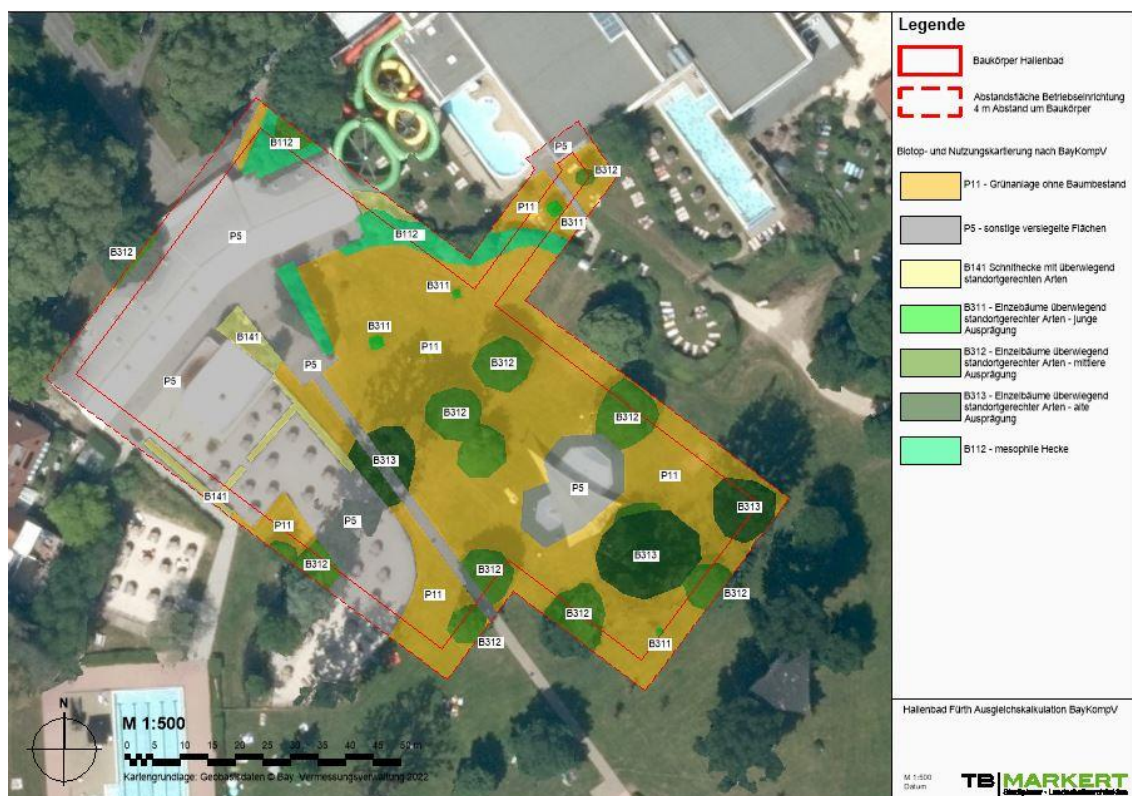 Legende
Baukörper Hallenbad
Abstandsfläche Betriebseinrichtung
4 m Abstand um Baukörper
Biotop- und Nutzungskartierung nach BayKompV
P11 - Grünanlage ohne Baumbestand
P5 - sonstige versiegelte Flächen
B141 Schnitthecke mit überwiegend
standortgerechten Arten
B311 - Einzelbäume überwiegend
standortgerechter Arten - junge
Ausprägung
B312 - Einzelbäume überwiegend
standortgerechter Arten - mittlere
Ausprägung
B313 - Einzelbäume überwiegend
standortgerechter Arten - alte
Ausprägung
B112 - mesophile Hecke
B112
P5
B312
P11
B311
B312
P5
B112
B311
B311
P11
B141
P5
P5
B312
B312
B312
B313
P11
P5
B313
B141
P11
P5
B313
B312
B312
P11
B312
B312
B312
B311
N
M 1:500
0 5 10 15 20 25 30 35 40 45 50 m
Kartengrundlage: Geobasisdaten © Bay. Vermessungsverwaltung 2022
Hallenbad Fürth Ausgleichskalkulation BayKompV
M 1:500
Datum
TB|MARKERT